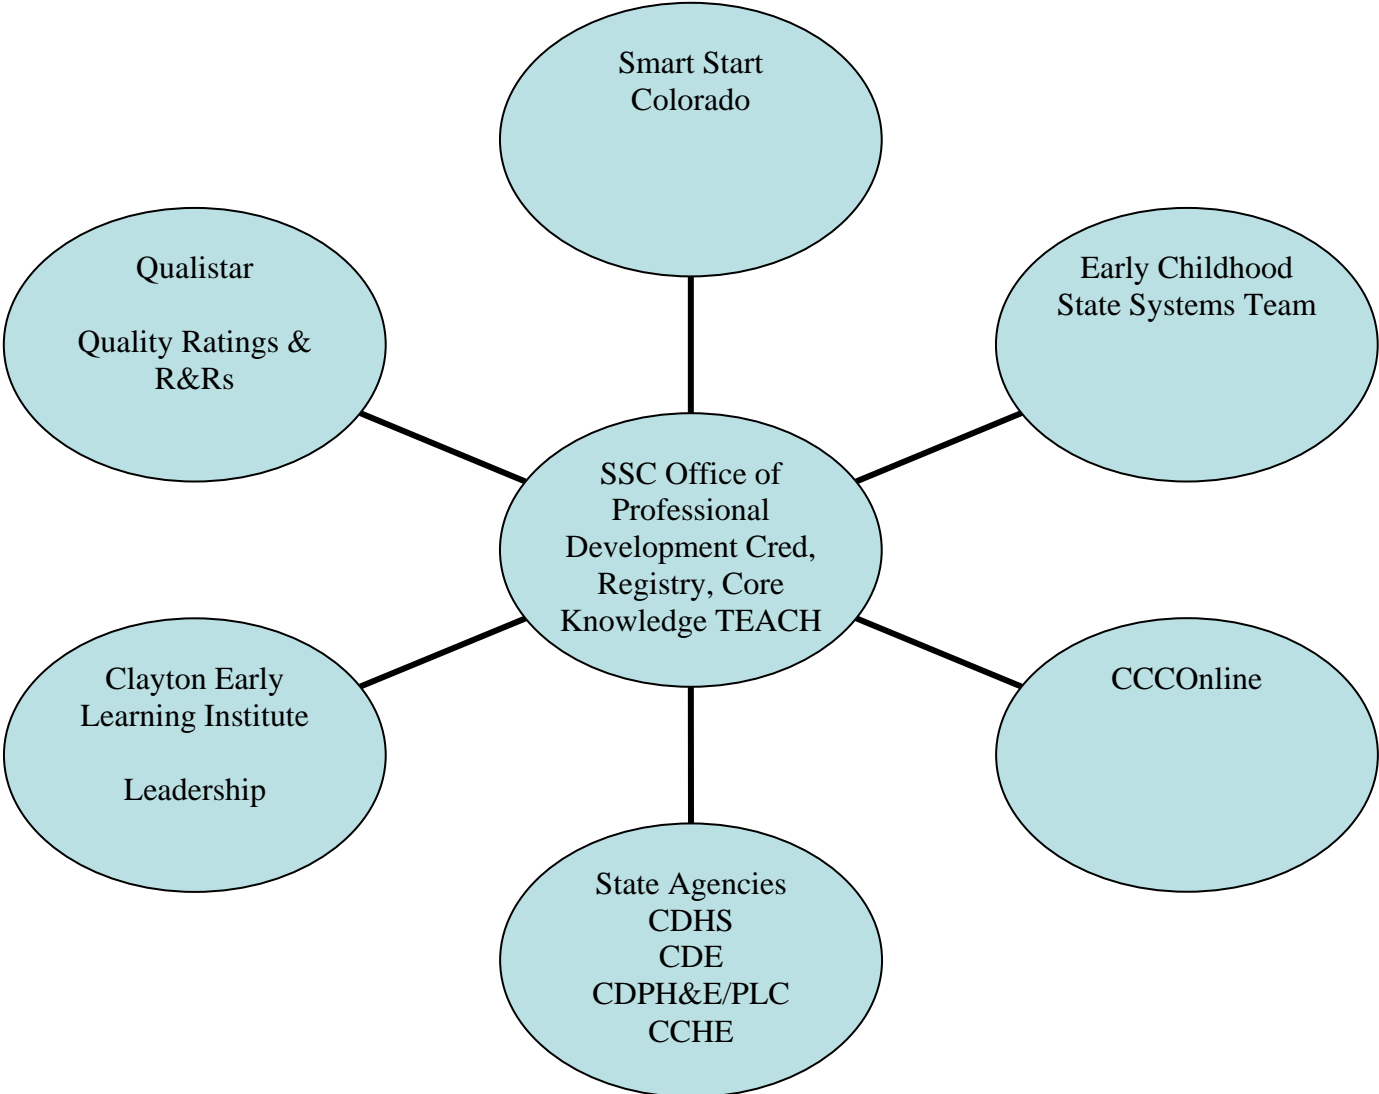 Smart Start
Colorado
Qualistar
Quality Ratings &
R&Rs
Early Childhood
State Systems Team
SSC Office of
Professional
Development Cred,
Registry, Core
Knowledge TEACH
Clayton Early
Learning Institute
Leadership
CCCOnline
State Agencies
CDHS
CDE
CDPH&E/PLC
CCHE